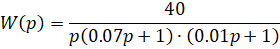 W(p) = 40 / p(0.07p + 1) · (0.01p + 1)